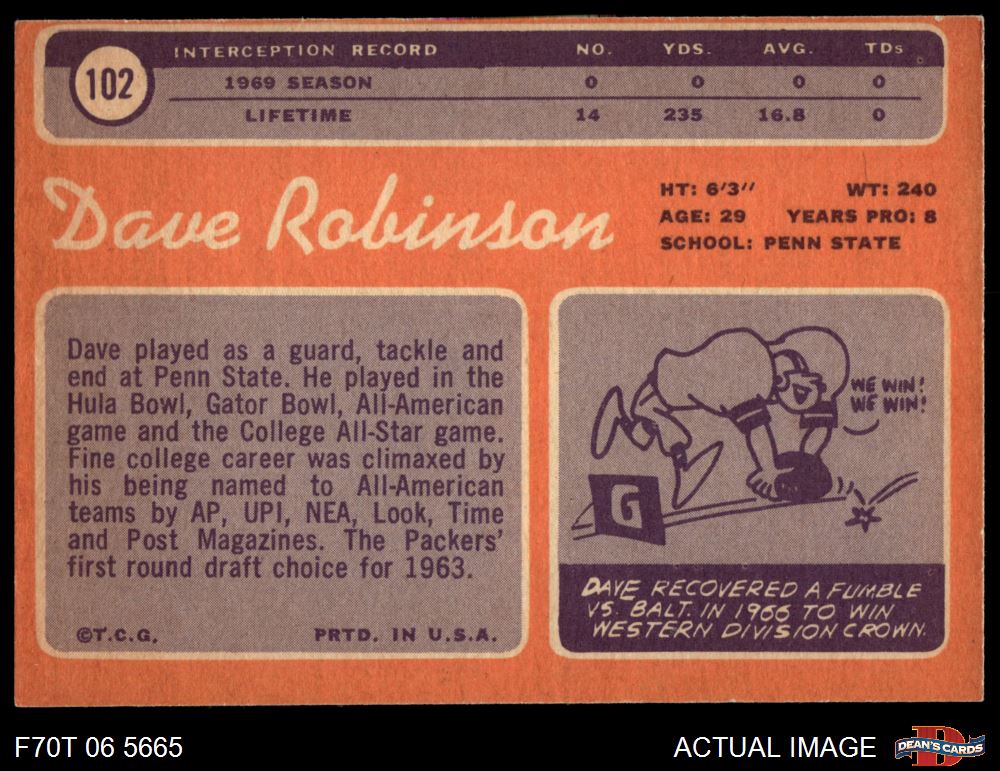 102
INTERCEPTION RECORD NO. YDS. AVG. TDs
1969 SEASON 0 0 0 0
LIFETIME 14 235 16.8 0
Dave Robinson
HT: 6'3" WT: 240
AGE: 29 YEARS PRO: 8
SCHOOL: PENN STATE
Dave played as a guard, tackle and
end at Penn State. He played in the
Hula Bowl, Gator Bowl, All-American
game and the College All-Star game.
Fine college career was climaxed by
his being named to All-American
teams by AP, UPI, NEA, Look, Time
and Post Magazines. The Packers'
first round draft choice for 1963.
©T.C.G. PRTD. IN U.S.A.
WE WIN!
WE WIN!
G
DAVE RECOVERED A FUMBLE
VS. BALT. IN 1966 TO WIN
WESTERN DIVISION CROWN.
F70T 06 5665
ACTUAL IMAGE
D
DEAN'S CARDS